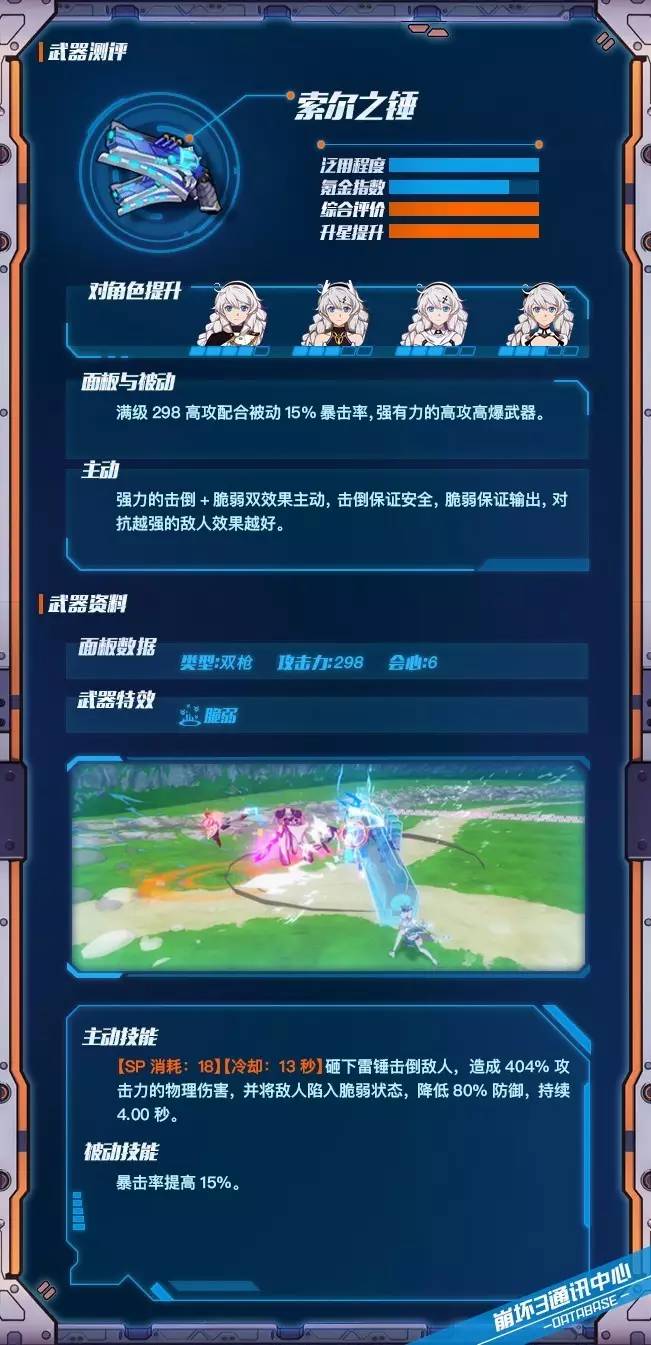 武器测评
索尔之锤
泛用程度
氪金指数
综合评价
升星提升
对角色提升
面板与被动
满级 298 高攻配合被动 15% 暴击率,强有力的高攻高爆武器。
主动
强力的击倒 + 脆弱双效果主动, 击倒保证安全, 脆弱保证输出, 对
抗越强的敌人效果越好。
武器资料
面板数据
类型:双枪 攻击力:298 会心:6
武器特效
脆弱
主动技能
【SP 消耗: 18】【冷却: 13 秒】砸下雷锤击倒敌人, 造成 404% 攻
击力的物理伤害, 并将敌人陷入脆弱状态, 降低 80% 防御, 持续
4.00 秒。
被动技能
暴击率提高 15%。
崩坏3通讯中心
-DATABASE-